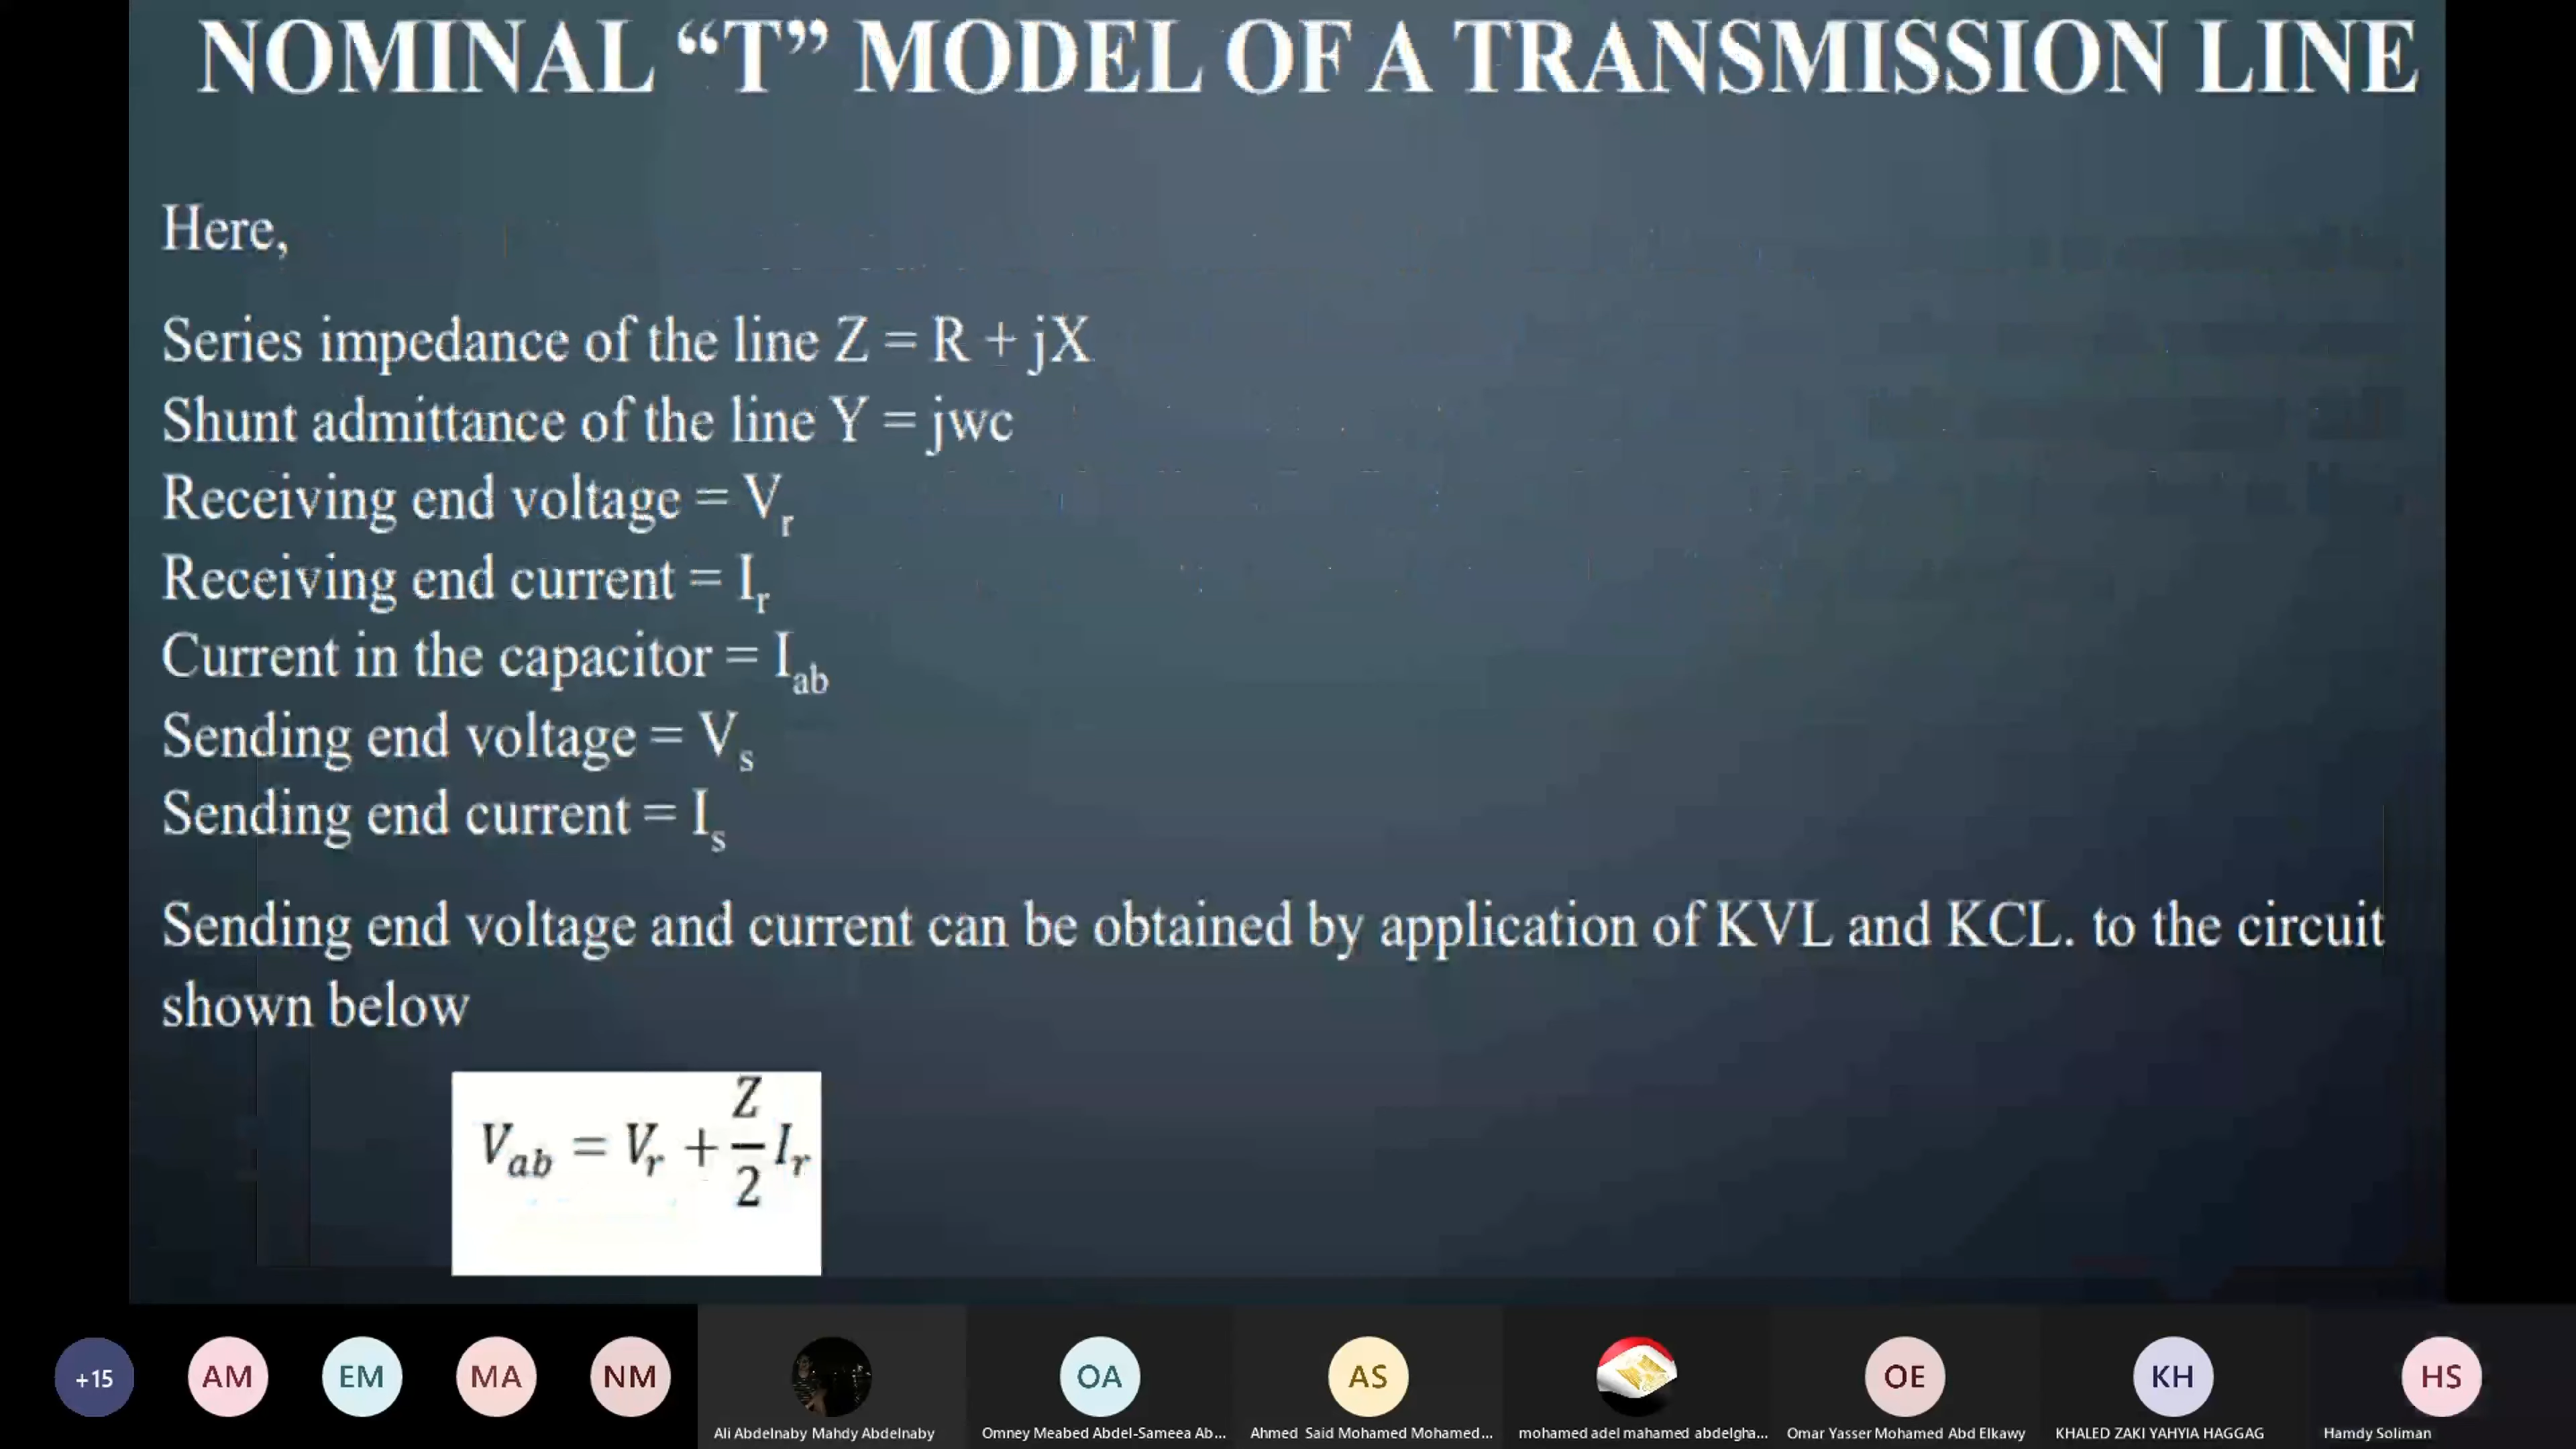 NOMINAL “T” MODEL OF A TRANSMISSION LINE
Here,
Series impedance of the line Z = R + jX
Shunt admittance of the line Y = jwc
Receiving end voltage = Vr
Receiving end current = Ir
Current in the capacitor = Iab
Sending end voltage = Vs
Sending end current = Is
Sending end voltage and current can be obtained by application of KVL and KCL. to the circuit
shown below
Vab = Vr + Z/2 Ir
+15
AM
EM
MA
NM
OA
AS
OE
KH
HS
Ali Abdelnaby Mahdy Abdelnaby
Omney Meabed Abdel-Sameea Ab...
Ahmed Said Mohamed Mohamed...
mohamed adel mahamed abdelgha...
Omar Yasser Mohamed Abd Elkawy
KHALED ZAKI YAHYIA HAGGAG
Hamdy Soliman